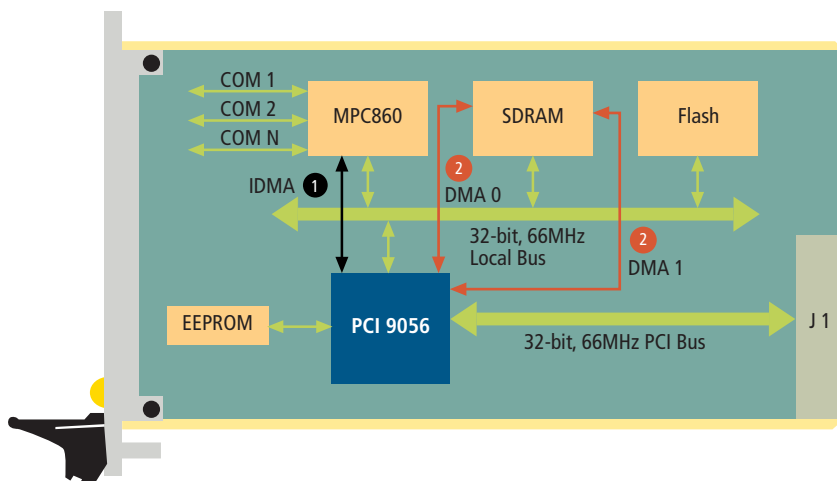 COM 1
COM 2
COM N
MPC860
SDRAM
Flash
IDMA 1
2
DMA 0
32-bit, 66MHz
Local Bus
2
DMA 1
EEPROM
PCI 9056
32-bit, 66MHz PCI Bus
J 1